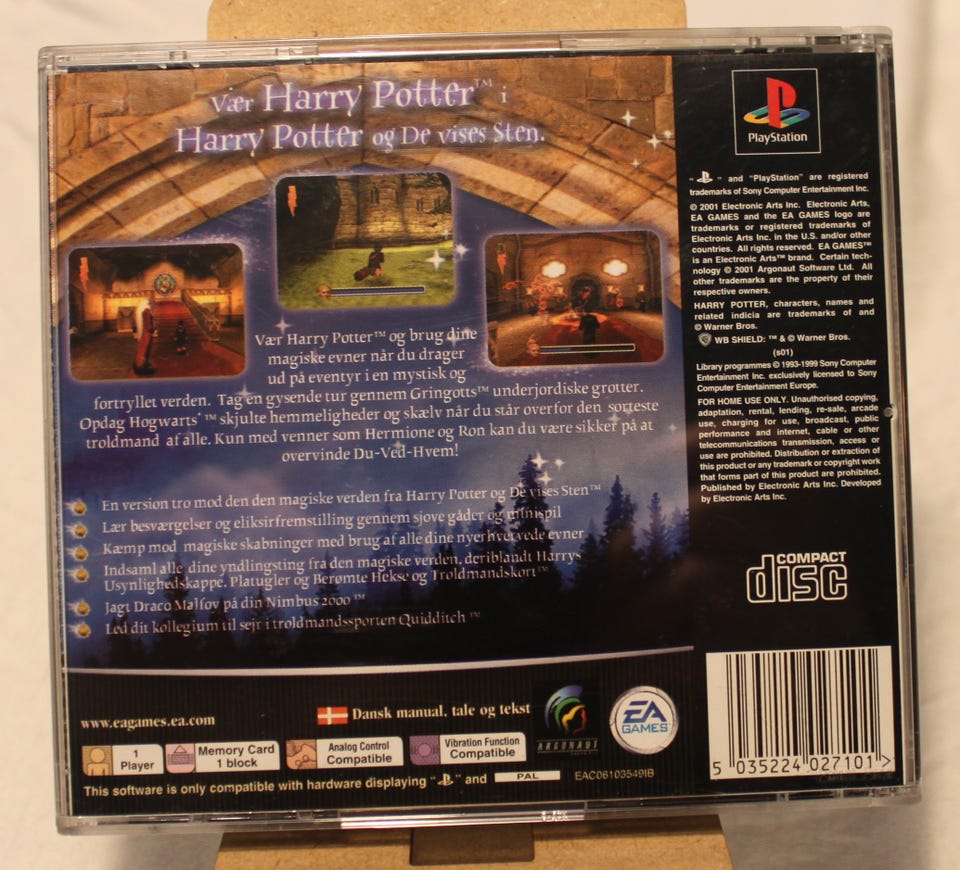 Vær Harry Potter™ i
Harry Potter og De vises Sten.
Vær Harry Potter™ og brug dine
magiske evner når du drager
ud på eventyr i en mystisk og
fortryllet verden. Tag en gysende tur gennem Gringotts™ underjordiske grotter.
Opdag Hogwarts'™ skjulte hemmeligheder og skælv når du står overfor den sorteste
troldmand af alle. Kun med venner som Hermione og Ron kan du være sikker på at
overvinde Du-Ved-Hvem!
En version tro mod den den magiske verden fra Harry Potter og De vises Sten™
Lær besværgelser og eliksirfremstilling gennem sjove gåder og minispil
Kæmp mod magiske skabninger med brug af alle dine nyerhvervede evner
Indsaml alle dine yndlingsting fra den magiske verden, deriblandt Harrys
Usynlighedskappe, Platugler og Berømte Hekse og Troldmandskort™
Jagt Draco Malfoy på din Nimbus 2000™
Led dit kollegium til sejr i troldmandssporten Quidditch™
www.eagames.ea.com
Dansk manual, tale og tekst
ARGONAUT
EA
GAMES
1
Player
Memory Card
1 block
Analog Control
Compatible
Vibration Function
Compatible
This software is only compatible with hardware displaying " " and PAL
EAC06103549IB
PlayStation
" " and "PlayStation" are registered
trademarks of Sony Computer Entertainment Inc.
© 2001 Electronic Arts Inc. Electronic Arts,
EA GAMES and the EA GAMES logo are
trademarks or registered trademarks of
Electronic Arts Inc. in the U.S. and/or other
countries. All rights reserved. EA GAMES™
is an Electronic Arts™ brand. Certain tech-
nology © 2001 Argonaut Software Ltd. All
other trademarks are the property of their
respective owners.
HARRY POTTER, characters, names and
related indicia are trademarks of and
© Warner Bros.
WB SHIELD: ™ & © Warner Bros.
(s01)
Library programmes © 1993-1999 Sony Computer
Entertainment Inc. exclusively licensed to Sony
Computer Entertainment Europe.
FOR HOME USE ONLY. Unauthorised copying,
adaptation, rental, lending, re-sale, arcade
use, charging for use, broadcast, public
performance and internet, cable or other
telecommunications transmission, access or
use are prohibited. Distribution or extraction of
this product or any trademark or copyright work
that forms part of this product are prohibited.
Published by Electronic Arts Inc. Developed
by Electronic Arts Inc.
COMPACT
disc
5 035224 027101 >